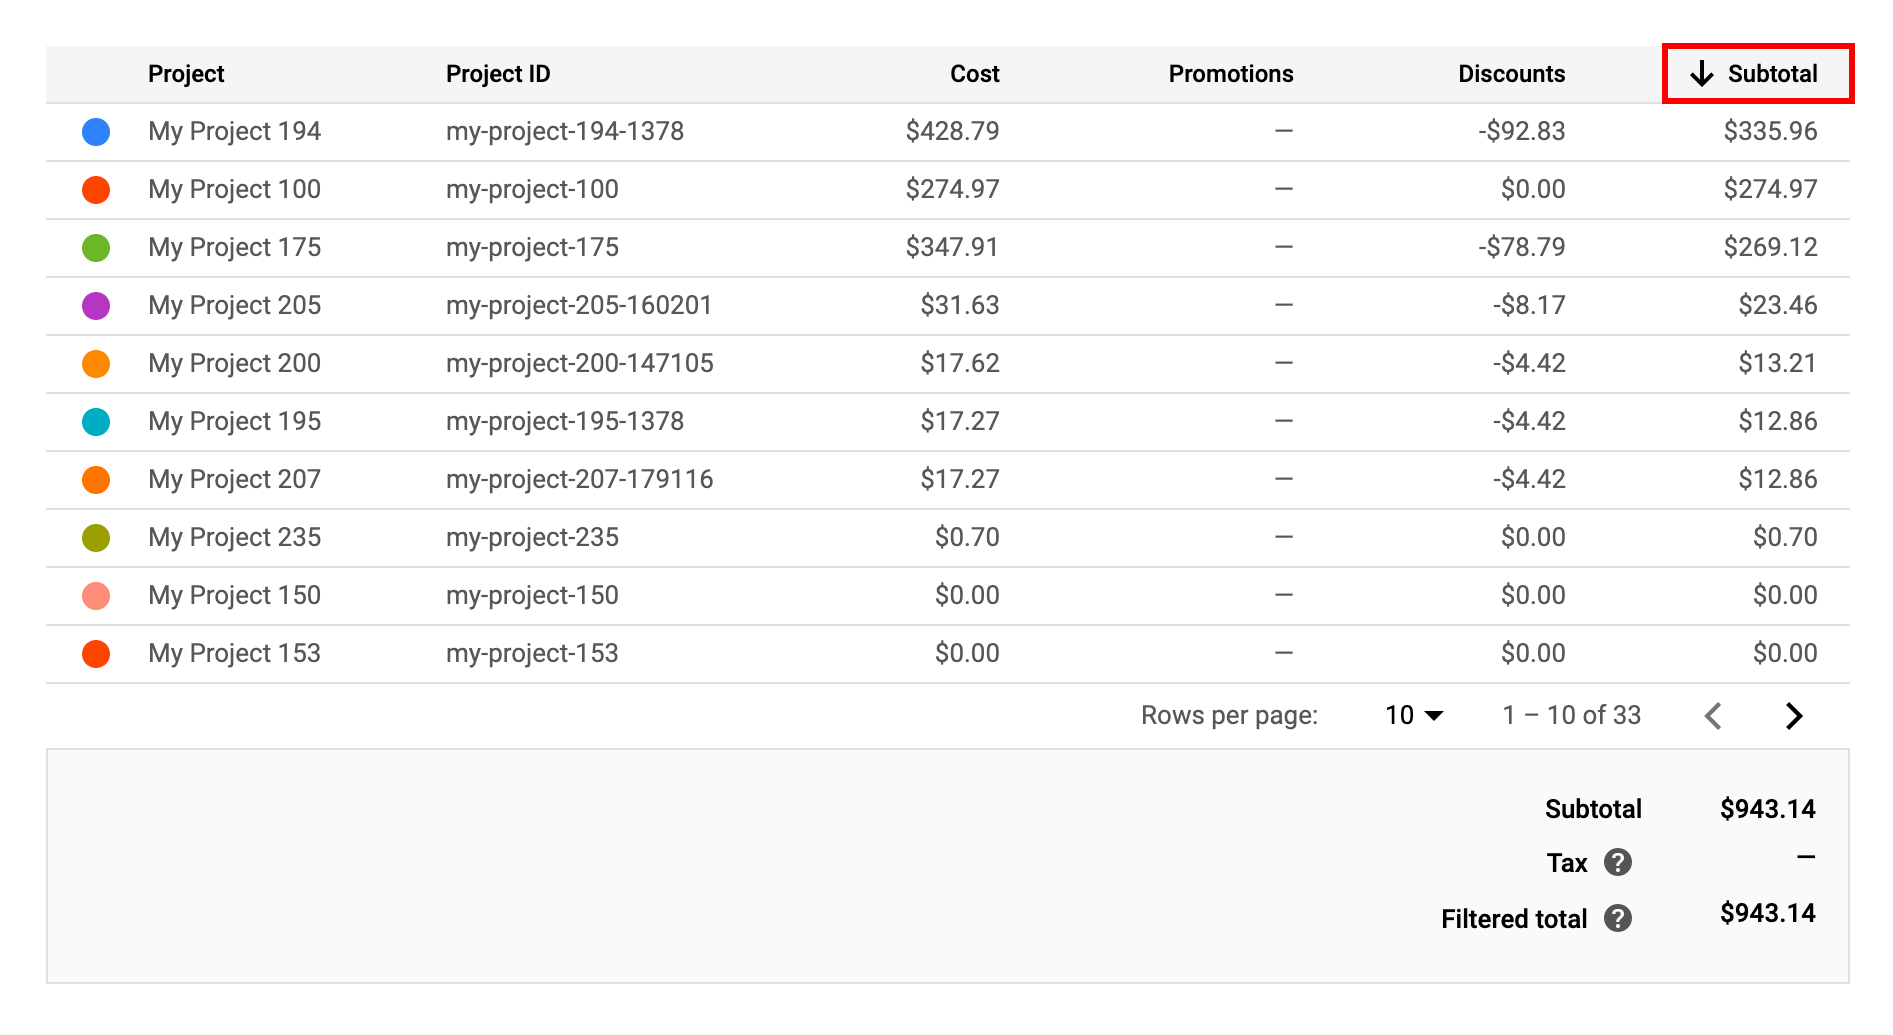 Project Project ID Cost Promotions Discounts ↓ Subtotal
My Project 194 my-project-194-1378 $428.79 — -$92.83 $335.96
My Project 100 my-project-100 $274.97 — $0.00 $274.97
My Project 175 my-project-175 $347.91 — -$78.79 $269.12
My Project 205 my-project-205-160201 $31.63 — -$8.17 $23.46
My Project 200 my-project-200-147105 $17.62 — -$4.42 $13.21
My Project 195 my-project-195-1378 $17.27 — -$4.42 $12.86
My Project 207 my-project-207-179116 $17.27 — -$4.42 $12.86
My Project 235 my-project-235 $0.70 — $0.00 $0.70
My Project 150 my-project-150 $0.00 — $0.00 $0.00
My Project 153 my-project-153 $0.00 — $0.00 $0.00
Rows per page: 10 1 – 10 of 33
Subtotal $943.14
Tax ? —
Filtered total ? $943.14